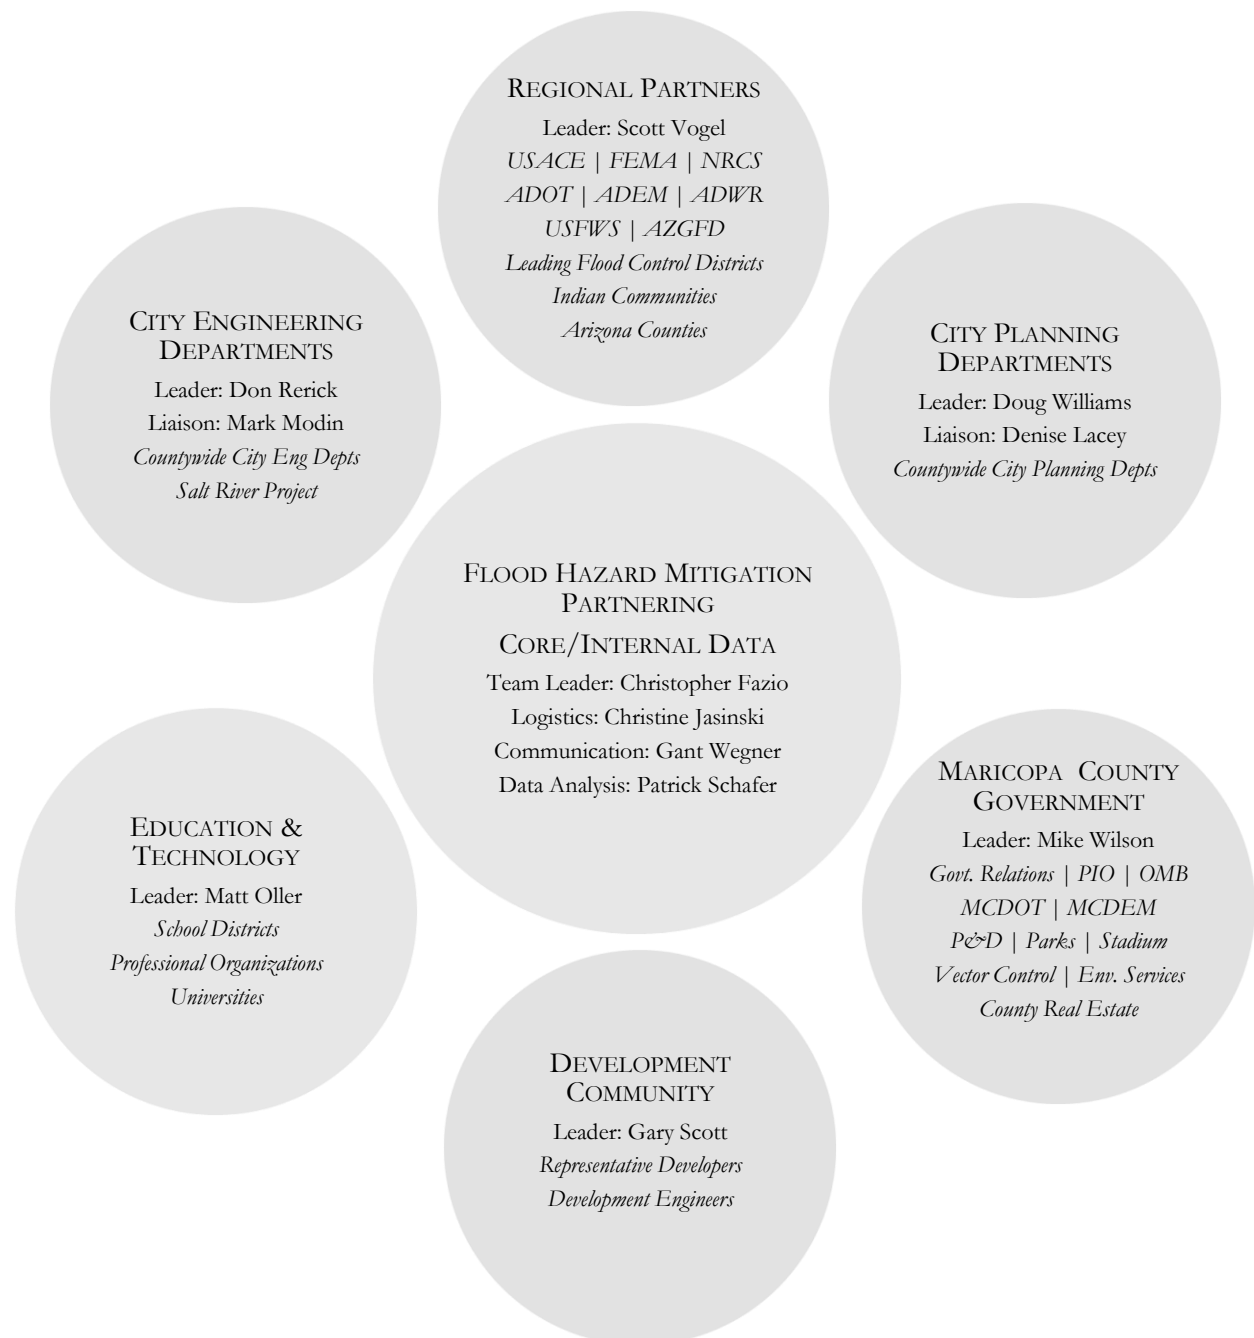 REGIONAL PARTNERS
Leader: Scott Vogel
USACE | FEMA | NRCS
ADOT | ADEM | ADWR
USFWS | AZGFD
Leading Flood Control Districts
Indian Communities
Arizona Counties
CITY ENGINEERING
DEPARTMENTS
Leader: Don Rerick
Liaison: Mark Modin
Countywide City Eng Depts
Salt River Project
CITY PLANNING
DEPARTMENTS
Leader: Doug Williams
Liaison: Denise Lacey
Countywide City Planning Depts
FLOOD HAZARD MITIGATION
PARTNERING
CORE/INTERNAL DATA
Team Leader: Christopher Fazio
Logistics: Christine Jasinski
Communication: Gant Wegner
Data Analysis: Patrick Schafer
EDUCATION &
TECHNOLOGY
Leader: Matt Oller
School Districts
Professional Organizations
Universities
MARICOPA COUNTY
GOVERNMENT
Leader: Mike Wilson
Govt. Relations | PIO | OMB
MCDOT | MCDEM
P&D | Parks | Stadium
Vector Control | Env. Services
County Real Estate
DEVELOPMENT
COMMUNITY
Leader: Gary Scott
Representative Developers
Development Engineers